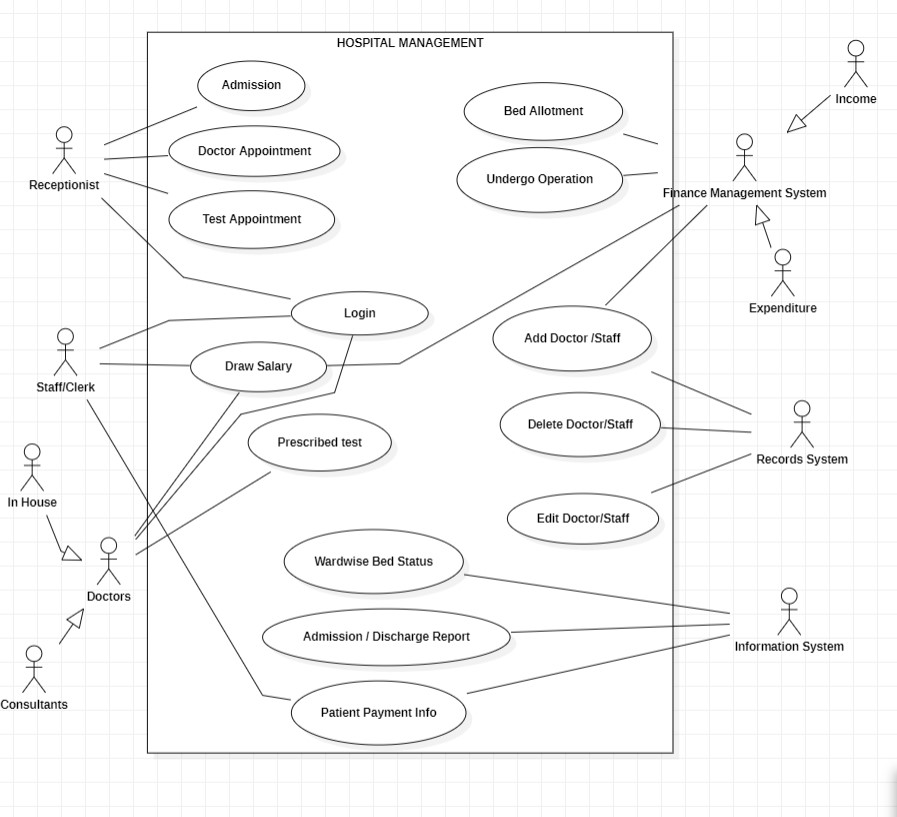 HOSPITAL MANAGEMENT
Admission
Income
Bed Allotment
Doctor Appointment
Receptionist
Undergo Operation
Finance Management System
Test Appointment
Expenditure
Login
Add Doctor /Staff
Draw Salary
Staff/Clerk
Delete Doctor/Staff
Prescribed test
Records System
In House
Edit Doctor/Staff
Wardwise Bed Status
Doctors
Admission / Discharge Report
Information System
Consultants
Patient Payment Info